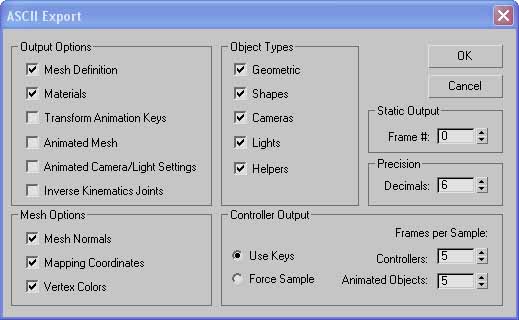 ASCII Export
Output Options
Mesh Definition
Materials
Transform Animation Keys
Animated Mesh
Animated Camera/Light Settings
Inverse Kinematics Joints
Object Types
Geometric
Shapes
Cameras
Lights
Helpers
OK
Cancel
Static Output
Frame #: 0
Precision
Decimals: 6
Mesh Options
Mesh Normals
Mapping Coordinates
Vertex Colors
Controller Output
Use Keys
Force Sample
Frames per Sample:
Controllers: 5
Animated Objects: 5